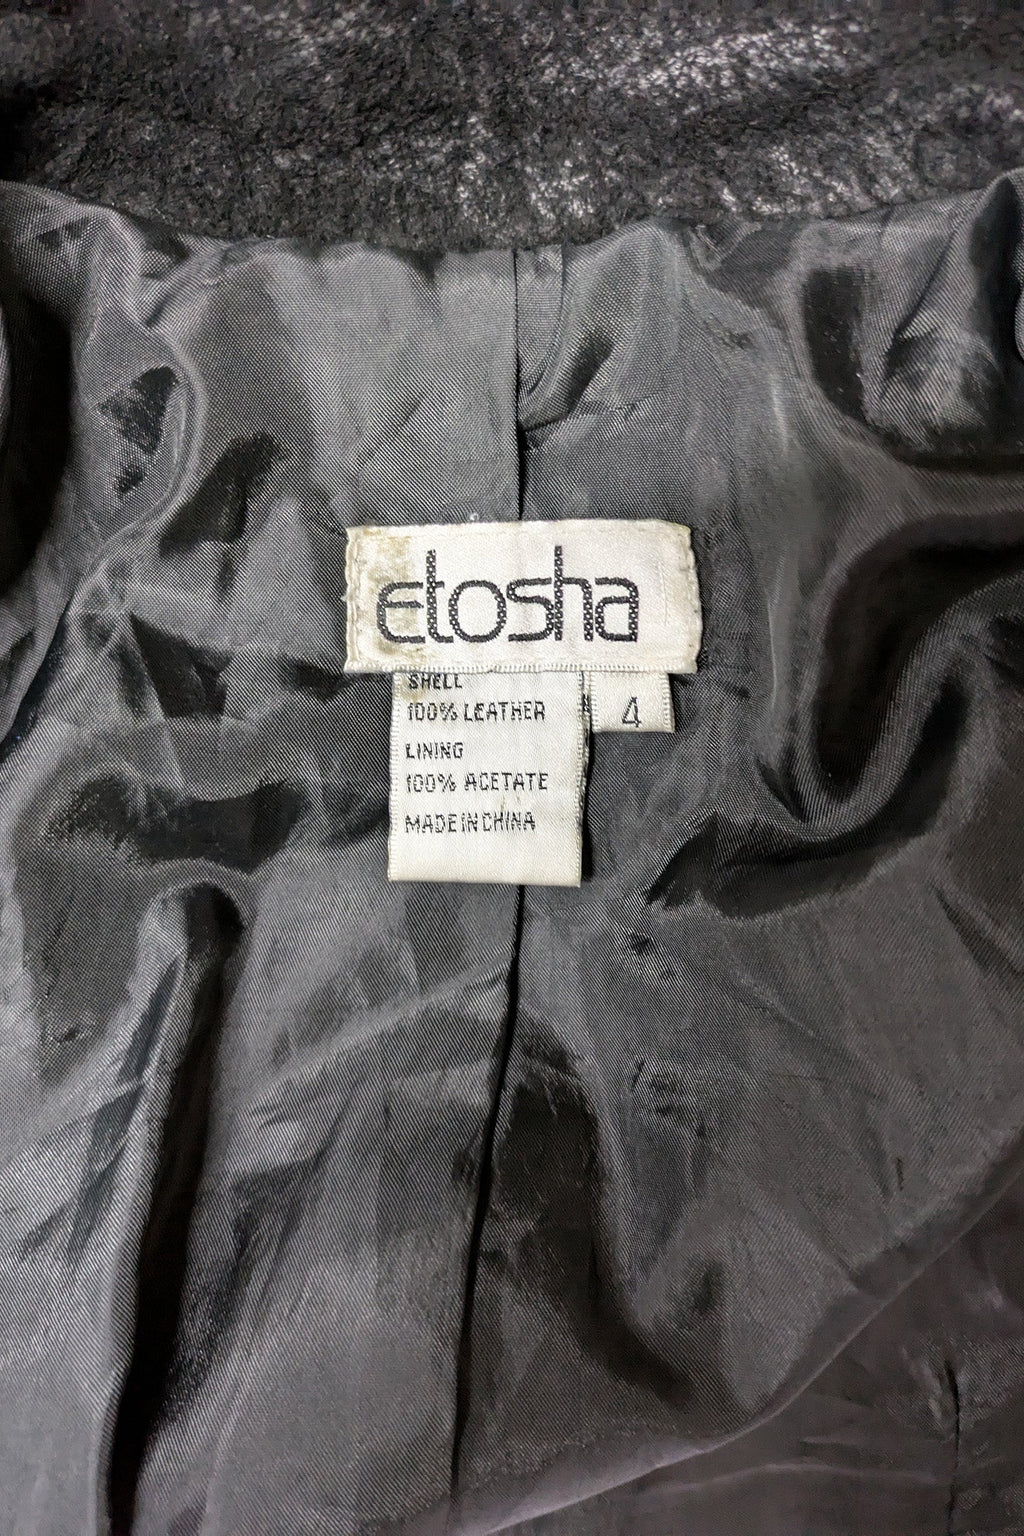 etosha
SHELL
100% LEATHER
4
LINING
100% ACETATE
MADE IN CHINA